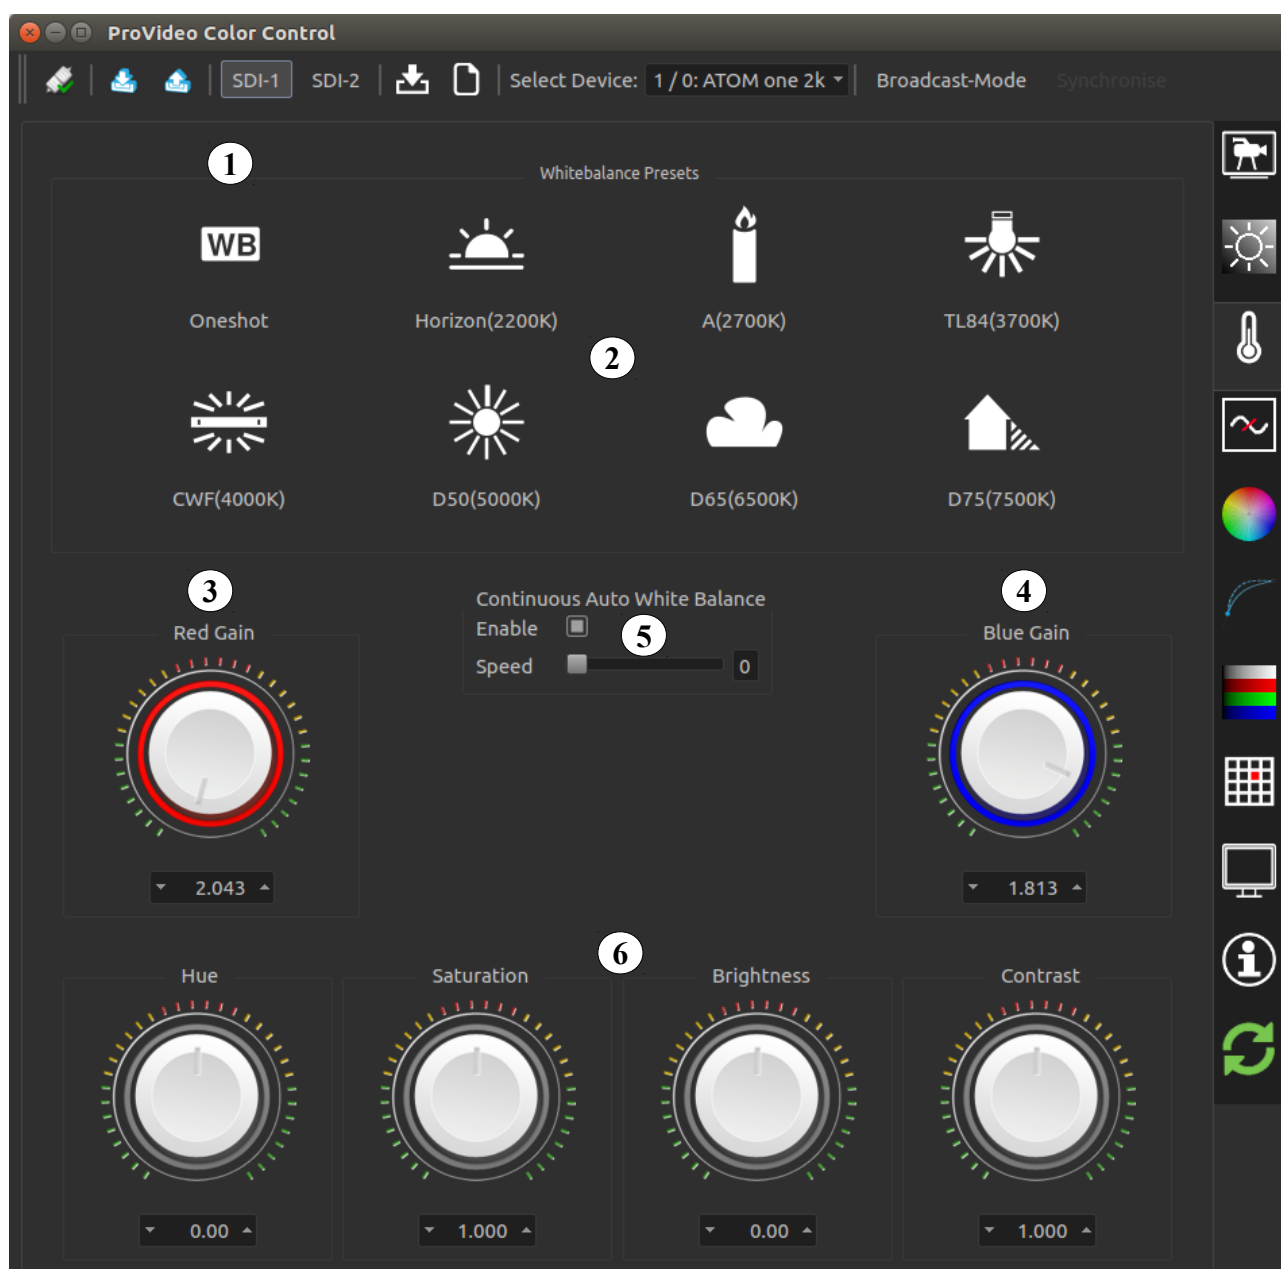 ProVideo Color Control
SDI-1 SDI-2 Select Device: 1 / 0: ATOM one 2k Broadcast-Mode Synchronise
1
Whitebalance Presets
WB
Oneshot Horizon(2200K) A(2700K) TL84(3700K)
2
CWF(4000K) D50(5000K) D65(6500K) D75(7500K)
3
Red Gain
2.043
Continuous Auto White Balance
Enable
5
Speed 0
4
Blue Gain
1.813
6
Hue Saturation Brightness Contrast
0.00 1.000 0.00 1.000